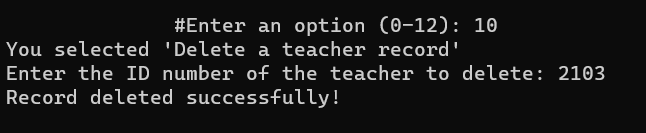 #Enter an option (0-12): 10
You selected 'Delete a teacher record'
Enter the ID number of the teacher to delete: 2103
Record deleted successfully!